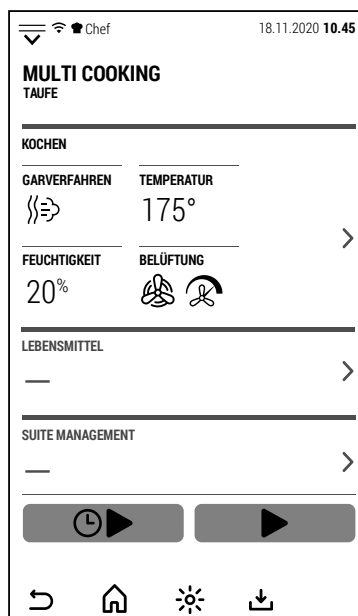 Chef 18.11.2020 10.45
MULTI COOKING
TAUFE
KOCHEN
GARVERFAHREN TEMPERATUR
175°
FEUCHTIGKEIT BELÜFTUNG
20%
LEBENSMITTEL
—
SUITE MANAGEMENT
—